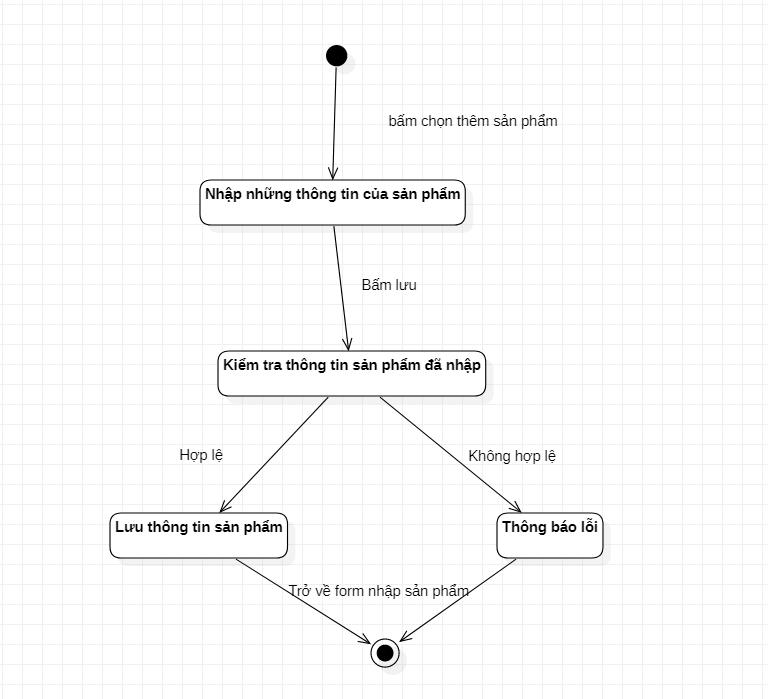 bấm chọn thêm sản phẩm
Nhập những thông tin của sản phẩm
Bấm lưu
Kiểm tra thông tin sản phẩm đã nhập
Hợp lệ
Không hợp lệ
Lưu thông tin sản phẩm
Thông báo lỗi
Trở về form nhập sản phẩm